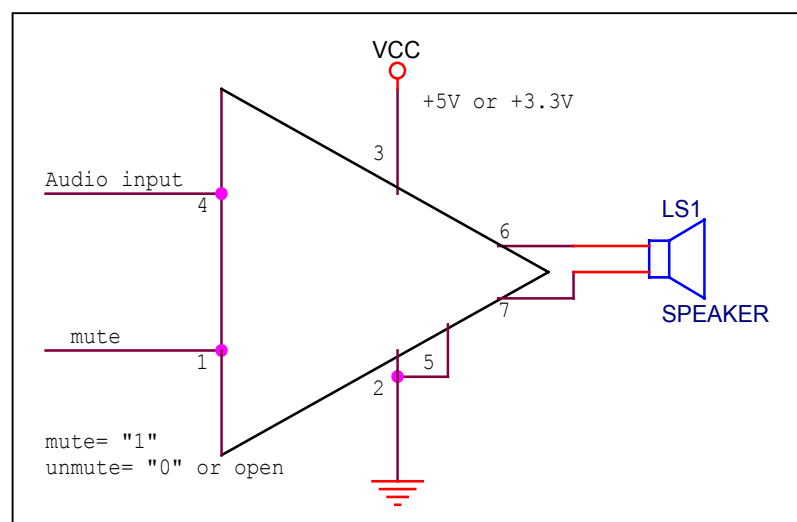 VCC
+5V or +3.3V
3
Audio input
4
6
LS1
7
SPEAKER
mute
1
5
2
mute= "1"
unmute= "0" or open